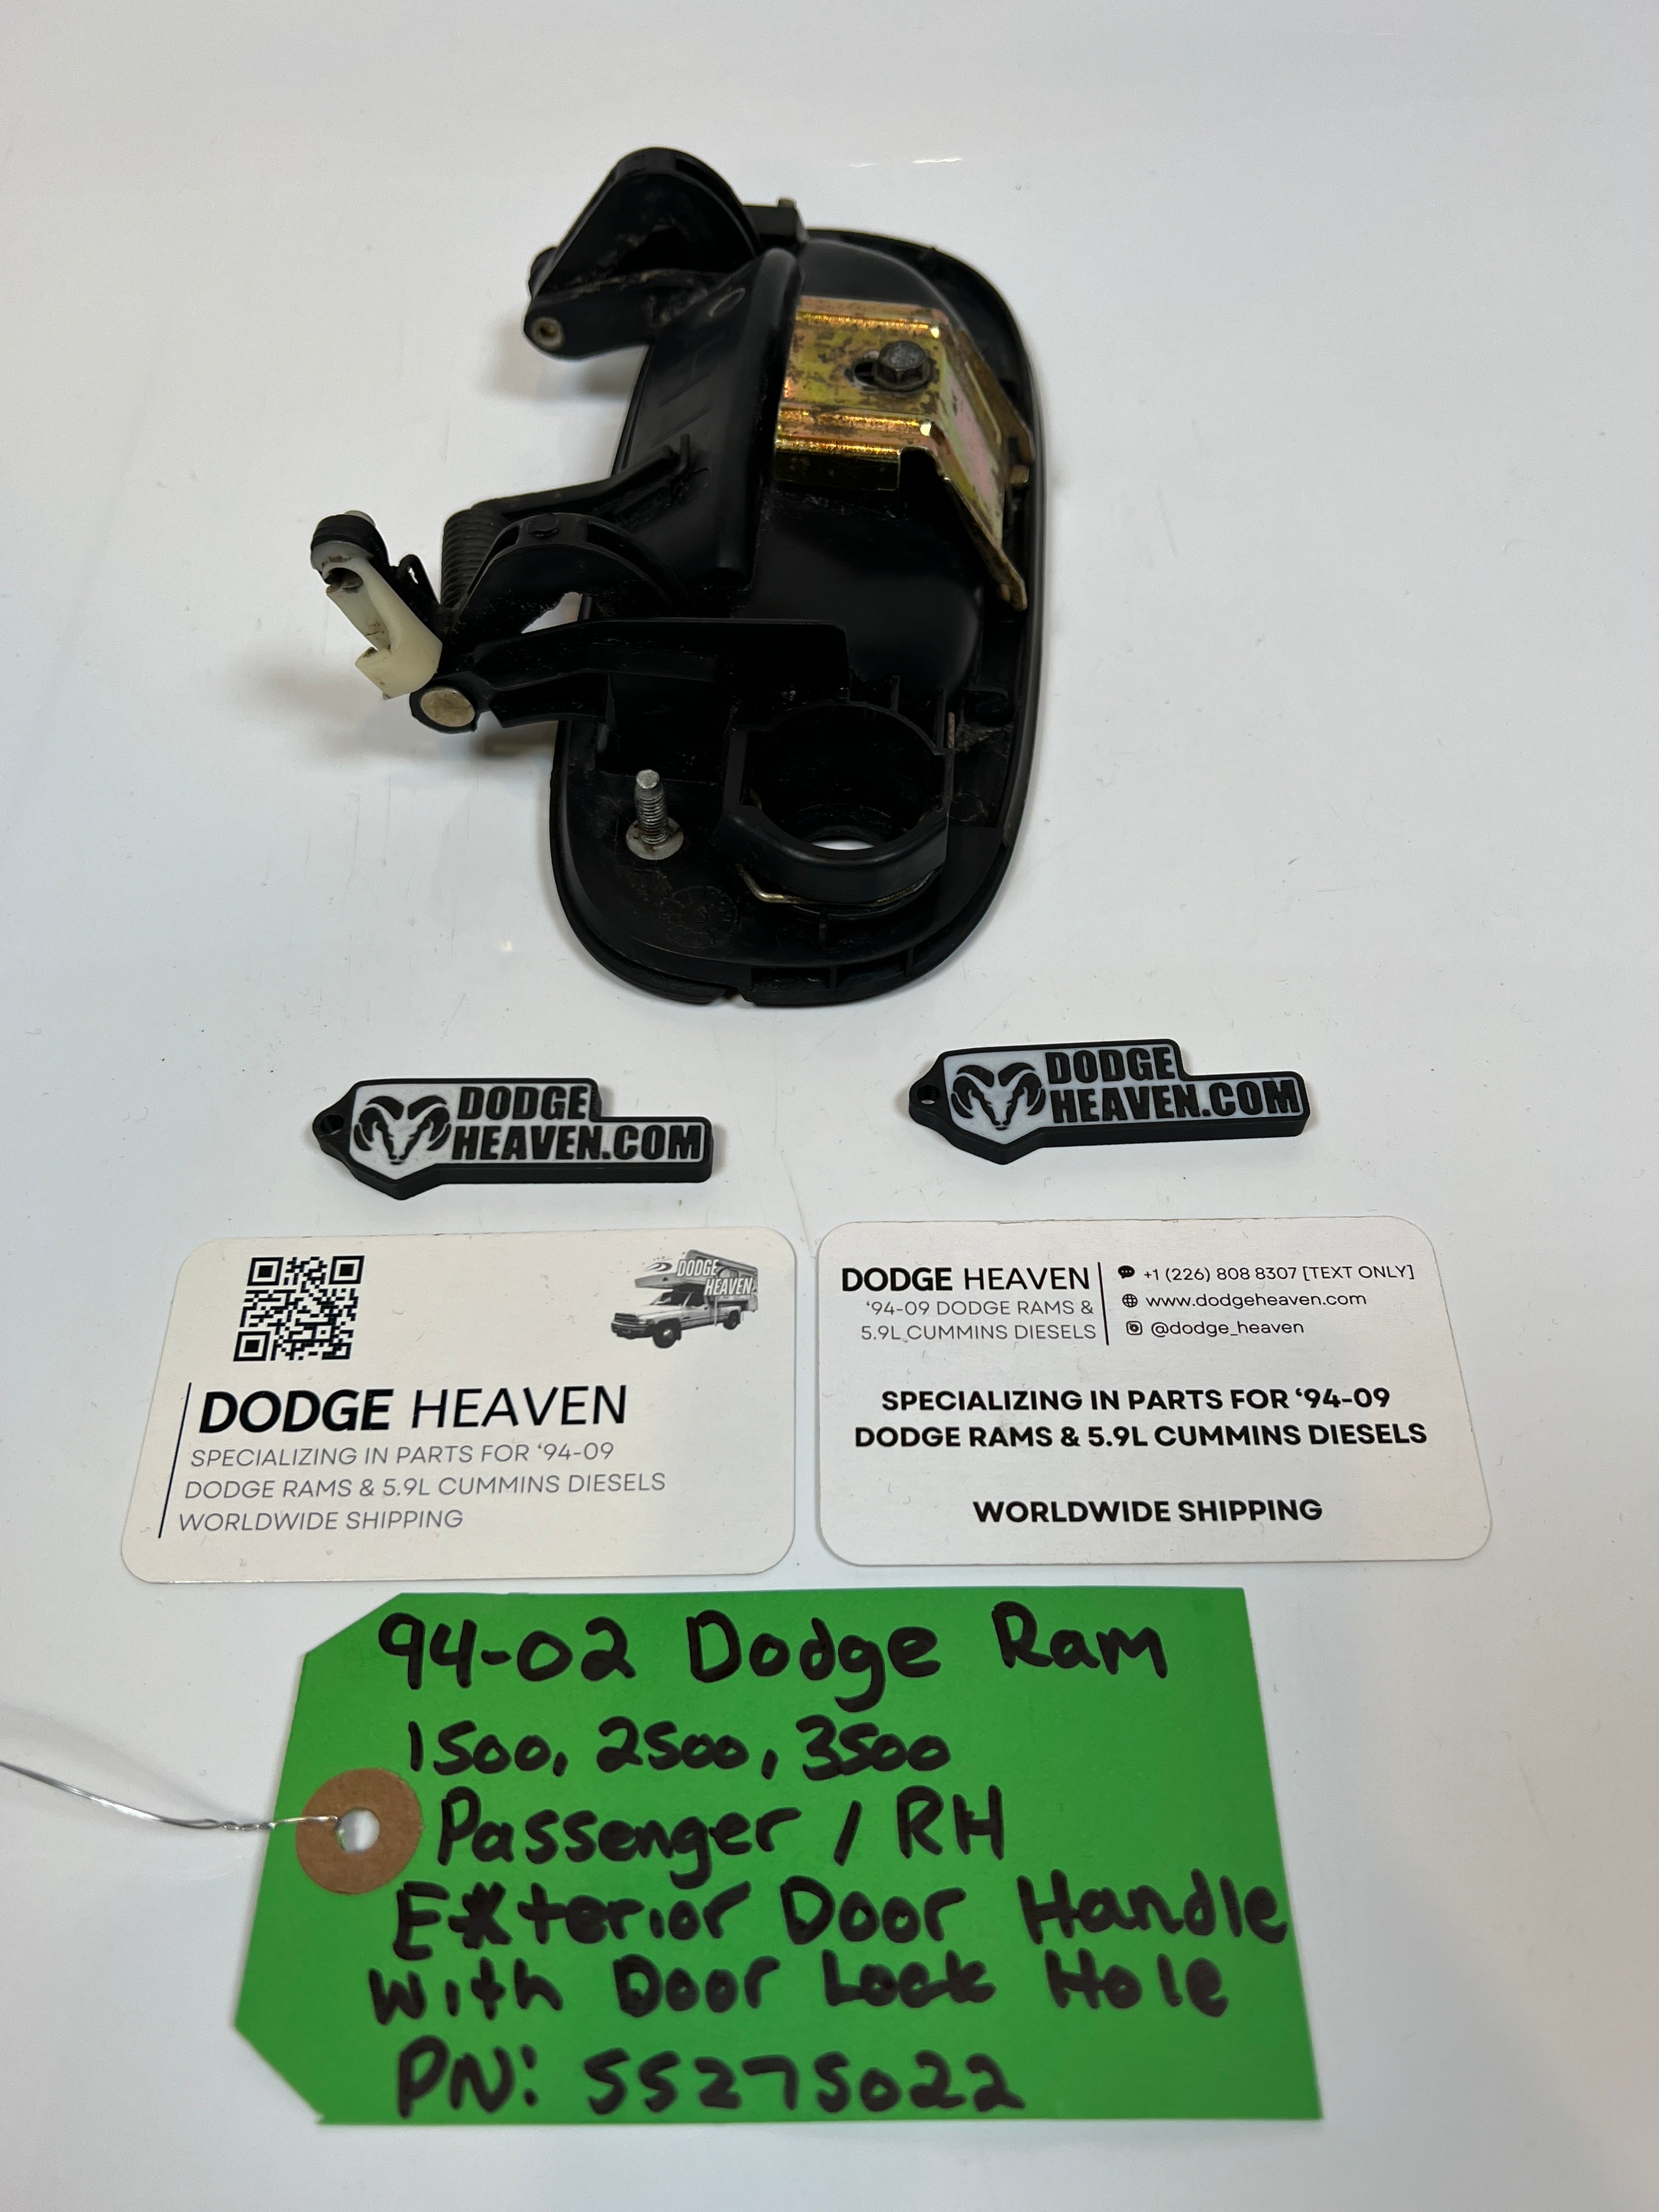 DODGE
HEAVEN.COM
DODGE
HEAVEN.COM
DODGE
HEAVEN
DODGE HEAVEN
SPECIALIZING IN PARTS FOR ‘94-09
DODGE RAMS & 5.9L CUMMINS DIESELS
WORLDWIDE SHIPPING
DODGE HEAVEN
‘94-09 DODGE RAMS &
5.9L CUMMINS DIESELS
+1 (226) 808 8307 [TEXT ONLY]
www.dodgeheaven.com
@dodge_heaven
SPECIALIZING IN PARTS FOR ‘94-09
DODGE RAMS & 5.9L CUMMINS DIESELS
WORLDWIDE SHIPPING
94-02 Dodge Ram
1500, 2500, 3500
Passenger / RH
Exterior Door Handle
With Door Lock Hole
PN: 55275022